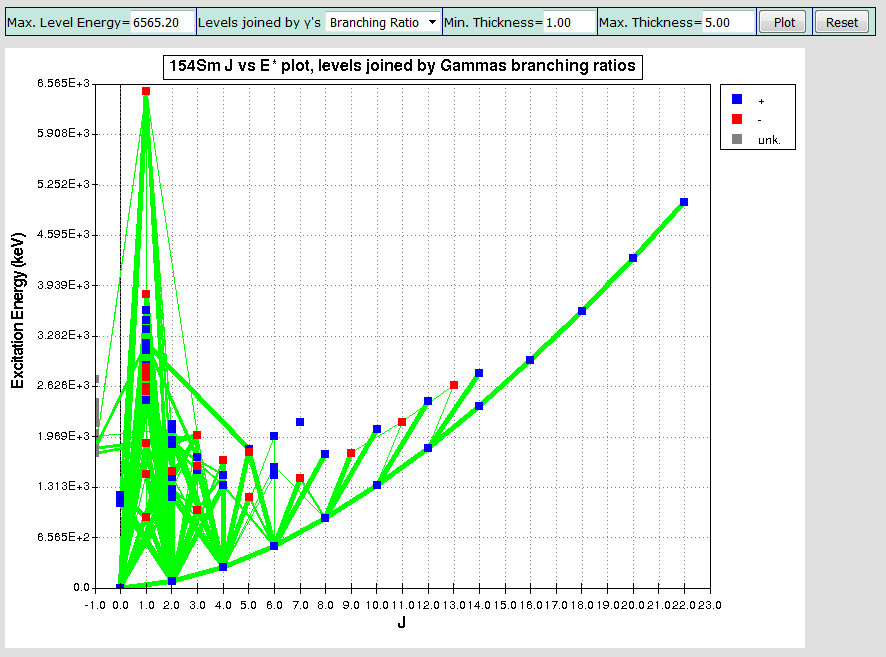 Max. Level Energy= 6565.20 Levels joined by γ's Branching Ratio Min. Thickness= 1.00 Max. Thickness= 5.00 Plot Reset
154Sm J vs E* plot, levels joined by Gammas branching ratios
+
-
unk.
Excitation Energy (keV)
6.565E+3
5.908E+3
5.252E+3
4.595E+3
3.939E+3
3.282E+3
2.626E+3
1.969E+3
1.313E+3
6.565E+2
0.0
-1.0 0.0 1.0 2.0 3.0 4.0 5.0 6.0 7.0 8.0 9.0 10.0 11.0 12.0 13.0 14.0 15.0 16.0 17.0 18.0 19.0 20.0 21.0 22.0 23.0
J